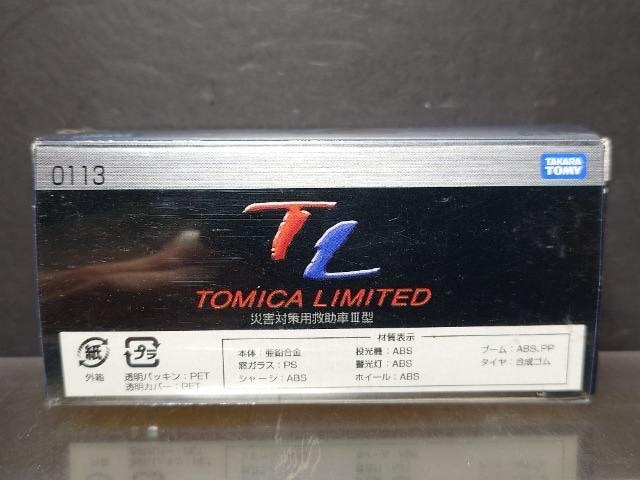 0113
TAKARA TOMY
TL
TOMICA LIMITED
災害対策用救助車III型
材質表示
紙
外箱
プラ
透明パッキン：PET
透明カバー：PET
本体：亜鉛合金
窓ガラス：PS
シャーシ：ABS
投光機：ABS
警光灯：ABS
ホイール：ABS
ブーム：ABS、PP
タイヤ：合成ゴム